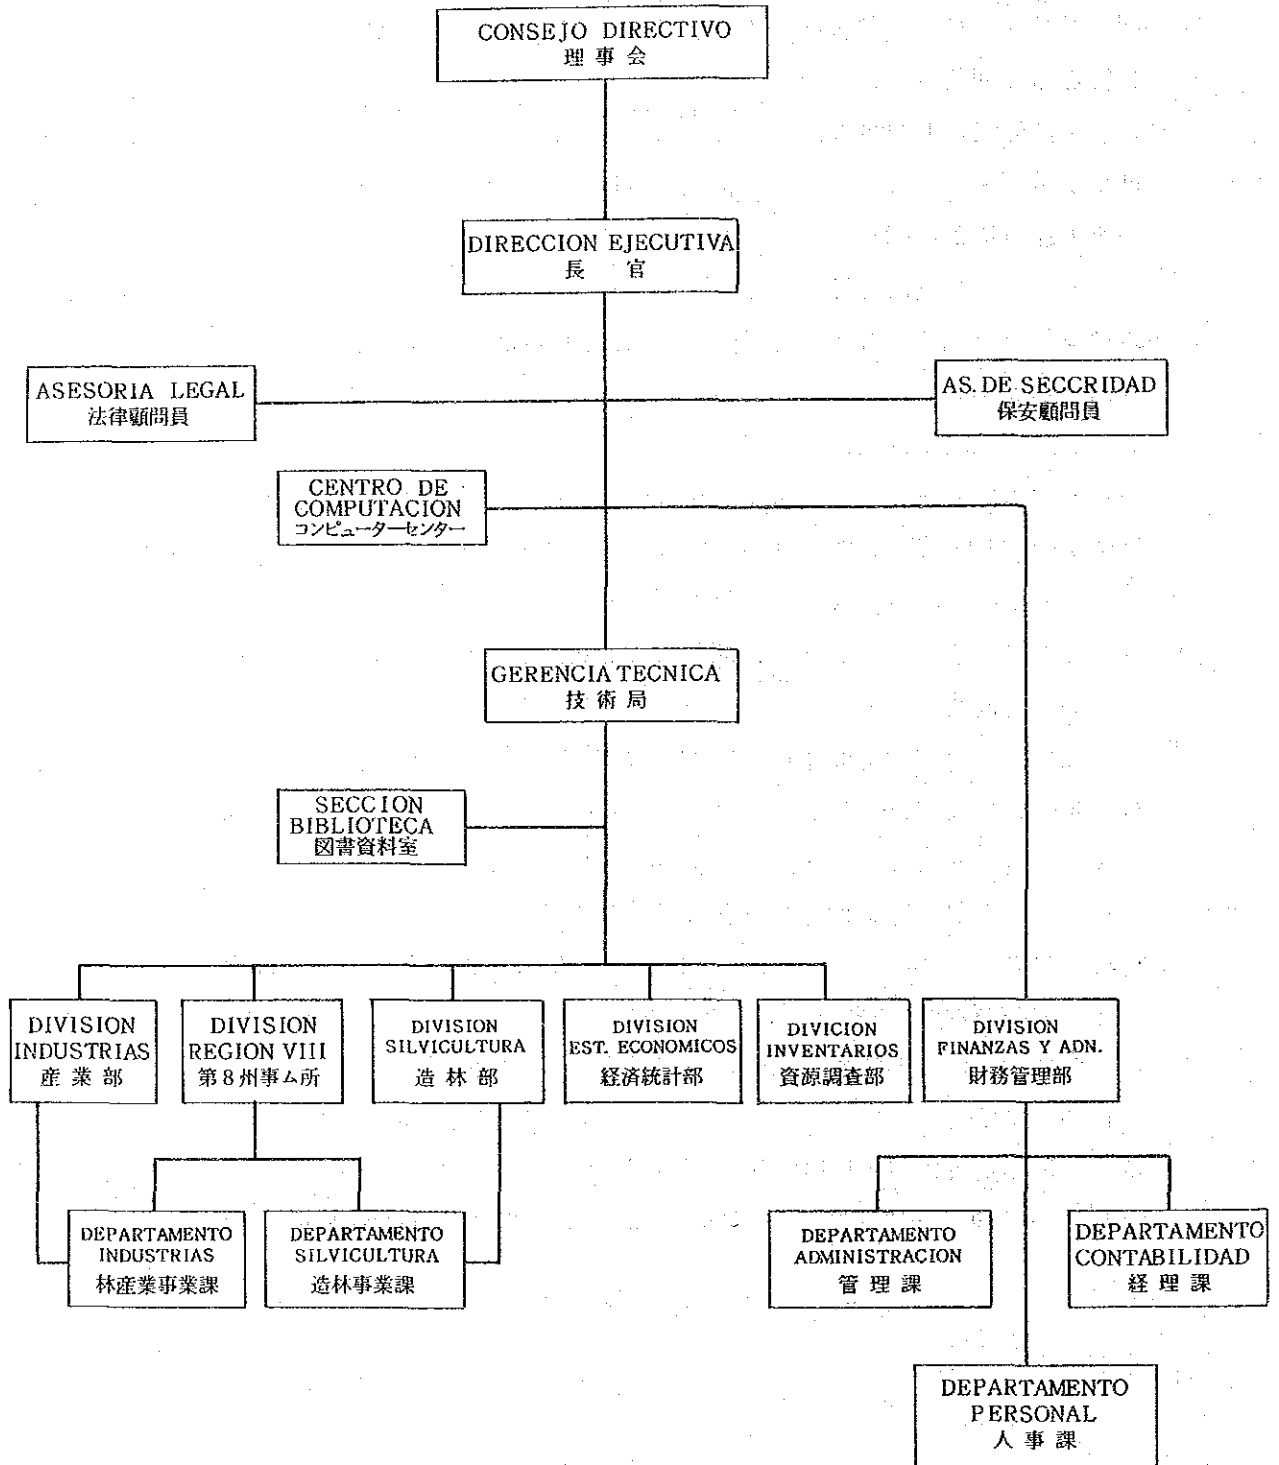 CONSEJO DIRECTIVO
理事会
DIRECCION EJECUTIVA
長 官
ASESORIA LEGAL
法律顧問員
AS. DE SECCRIDAD
保安顧問員
CENTRO DE
COMPUTACION
コンピューターセンター
GERENCIA TECNICA
技術局
SECCION
BIBLIOTECA
図書資料室
DIVISION
INDUSTRIAS
産業部
DIVISION
REGION VIII
第8州事ム所
DIVISION
SILVICULTURA
造林部
DIVISION
EST. ECONOMICOS
経済統計部
DIVICION
INVENTARIOS
資源調査部
DIVISION
FINANZAS Y ADN.
財務管理部
DEPARTAMENTO
INDUSTRIAS
林産業事業課
DEPARTAMENTO
SILVICULTURA
造林事業課
DEPARTAMENTO
ADMINISTRACION
管理課
DEPARTAMENTO
CONTABILIDAD
経理課
DEPARTAMENTO
PERSONAL
人事課